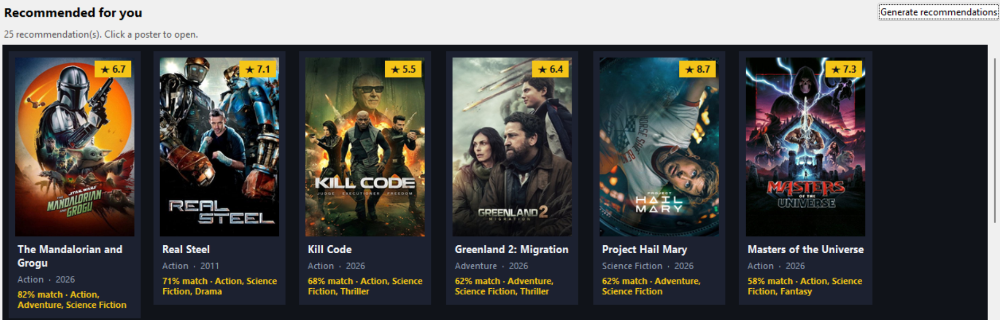 Recommended for you
Generate recommendations
25 recommendation(s). Click a poster to open.
★ 6.7
STAR WARS
THE
MANDALORIAN
AND
GROGU
The Mandalorian and
Grogu
Action · 2026
82% match · Action,
Adventure, Science Fiction
★ 7.1
REAL
STEEL
Real Steel
Action · 2011
71% match · Action, Science
Fiction, Drama
★ 5.5
KILL CODE
JUDGE EXECUTIONER FREEDOM
Kill Code
Action · 2026
68% match · Action, Science
Fiction, Thriller
★ 6.4
GREENLAND 2
MIGRATION
Greenland 2: Migration
Adventure · 2026
62% match · Adventure,
Science Fiction, Thriller
★ 8.7
PROJECT
HAIL
MARY
Project Hail Mary
Science Fiction · 2026
62% match · Adventure,
Science Fiction
★ 7.3
MASTERS
OF THE
UNIVERSE
Masters of the Universe
Action · 2026
58% match · Action, Science
Fiction, Fantasy